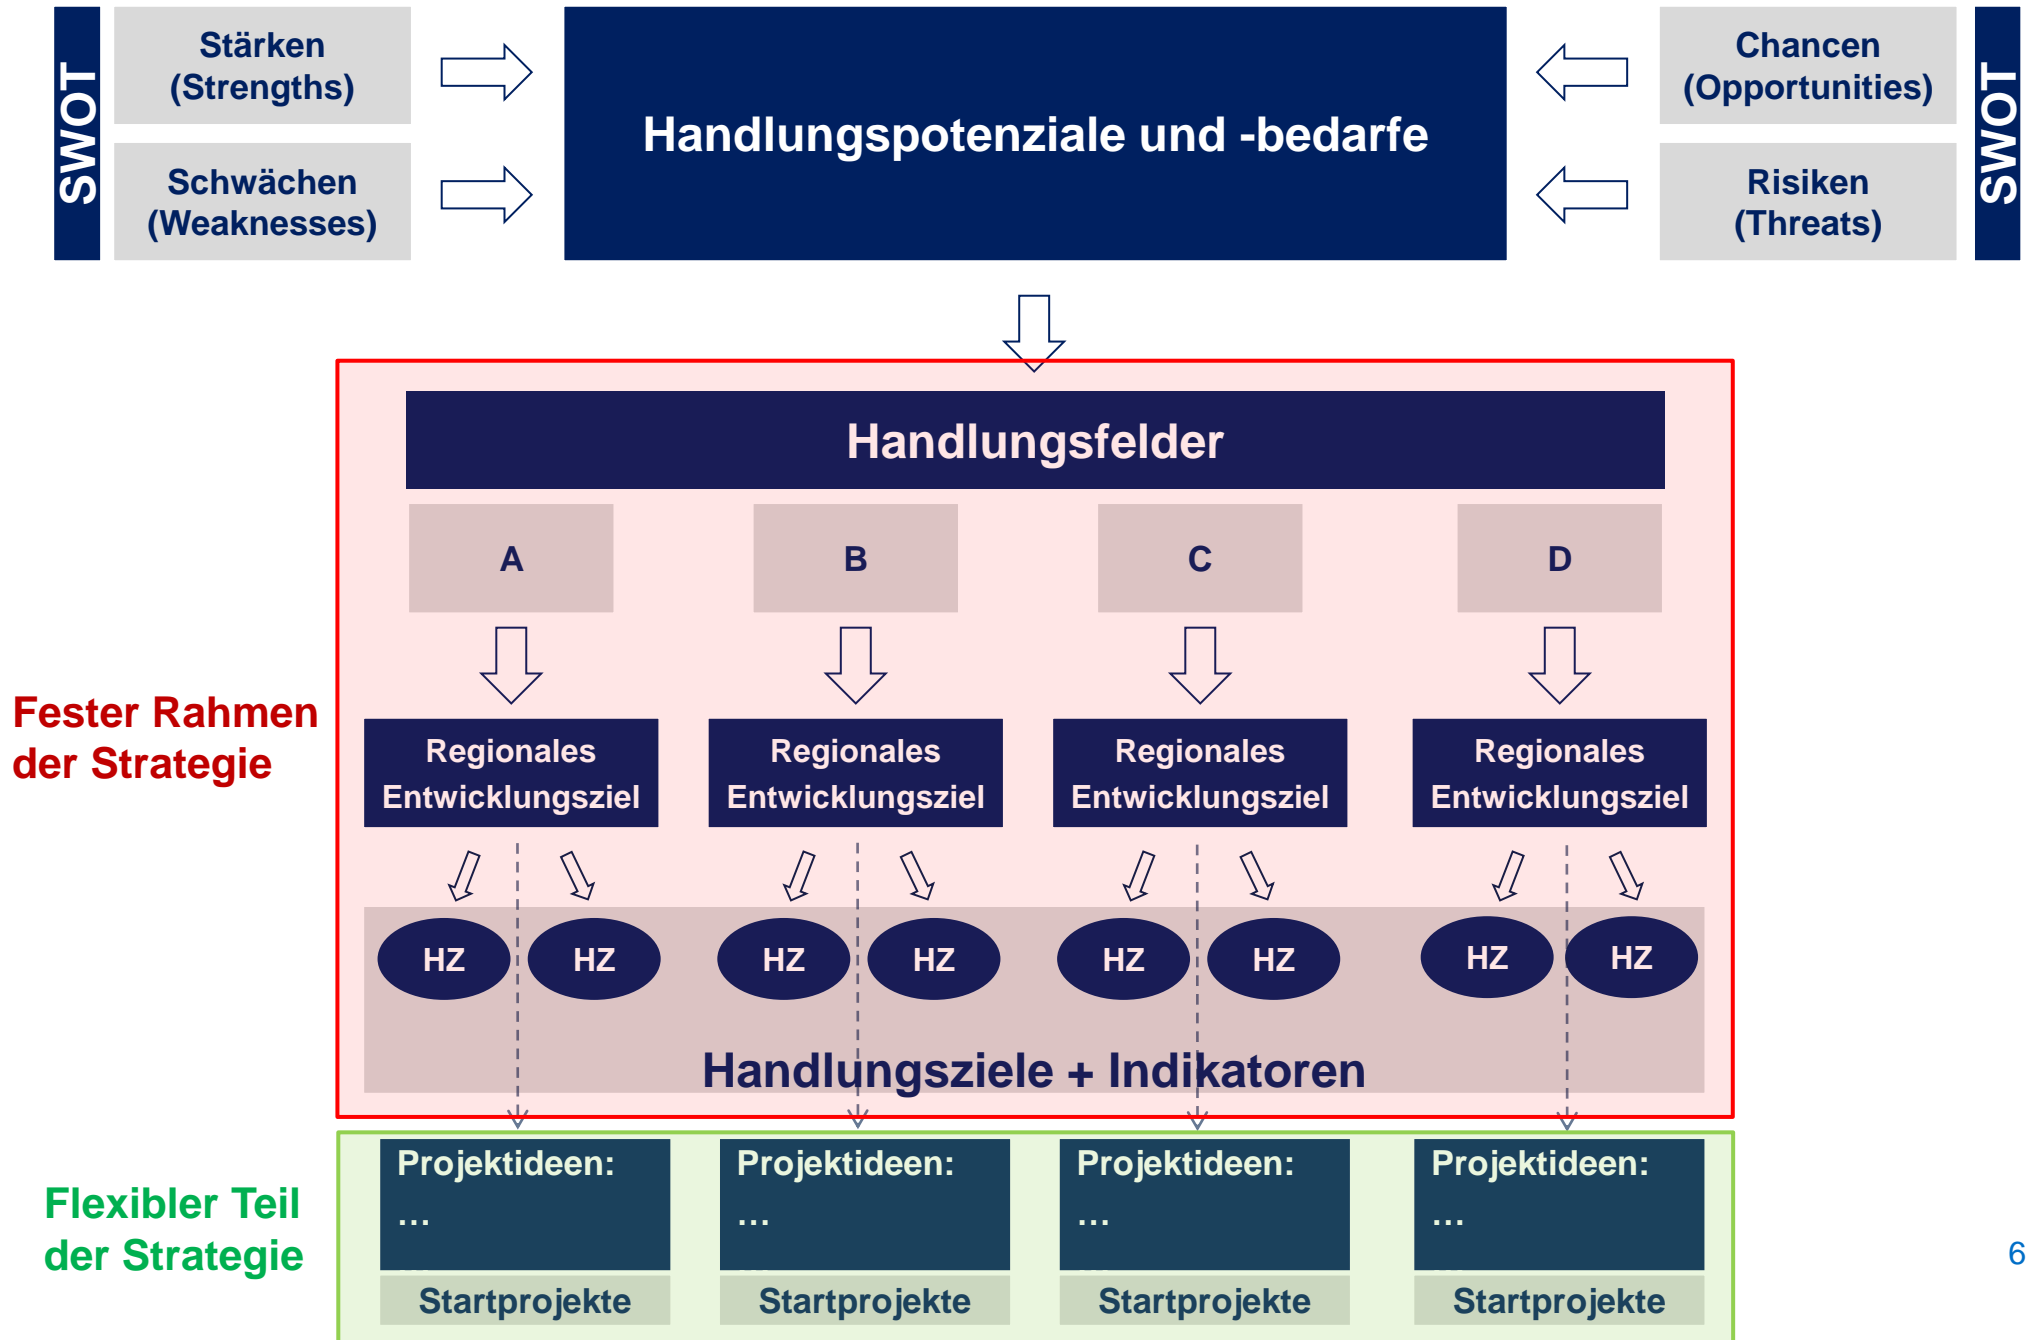 SWOT
Stärken
(Strengths)
Schwächen
(Weaknesses)
Handlungspotenziale und -bedarfe
Chancen
(Opportunities)
Risiken
(Threats)
SWOT
Handlungsfelder
A
B
C
D
Fester Rahmen
der Strategie
Regionales
Entwicklungsziel
Regionales
Entwicklungsziel
Regionales
Entwicklungsziel
Regionales
Entwicklungsziel
HZ
HZ
HZ
HZ
HZ
HZ
HZ
HZ
Handlungsziele + Indikatoren
Flexibler Teil
der Strategie
Projektideen:
…
…
Startprojekte
Projektideen:
…
…
Startprojekte
Projektideen:
…
…
Startprojekte
Projektideen:
…
…
Startprojekte
6